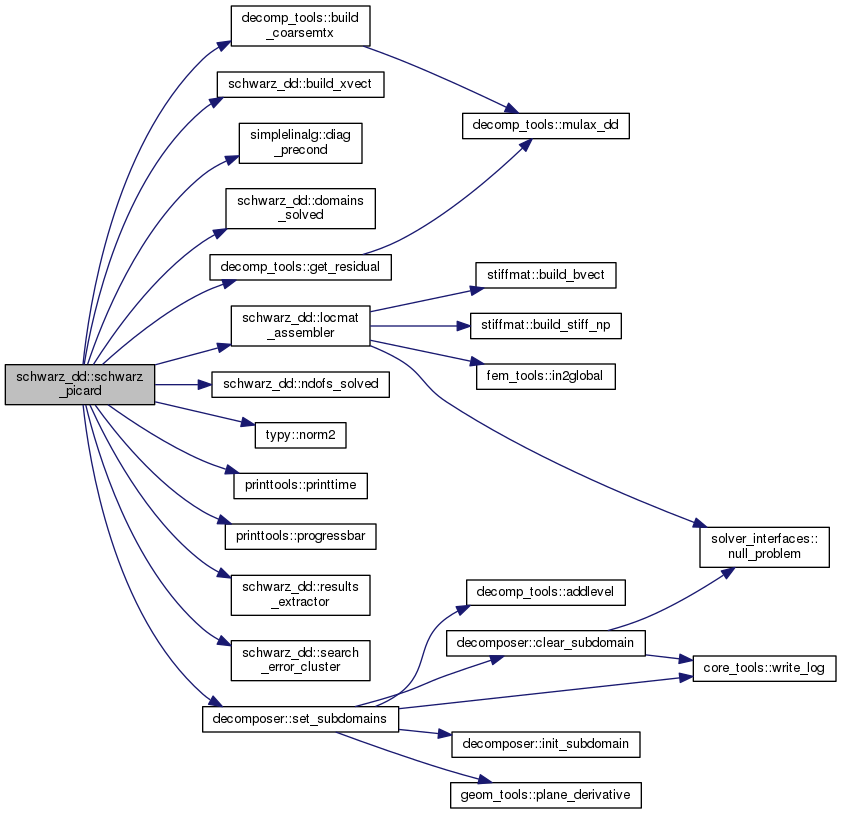 decomp_tools::build
_coarsemtx
schwarz_dd::build_xvect
decomp_tools::mulax_dd
simplelinalg::diag
_precond
schwarz_dd::domains
_solved
decomp_tools::get_residual
stiffmat::build_bvect
schwarz_dd::locmat
_assembler
stiffmat::build_stiff_np
fem_tools::in2global
schwarz_dd::schwarz
_picard
schwarz_dd::ndofs_solved
typy::norm2
printtools::printtime
printtools::progressbar
solver_interfaces::
null_problem
schwarz_dd::results
_extractor
decomp_tools::addlevel
decomposer::clear_subdomain
schwarz_dd::search
_error_cluster
core_tools::write_log
decomposer::set_subdomains
decomposer::init_subdomain
geom_tools::plane_derivative